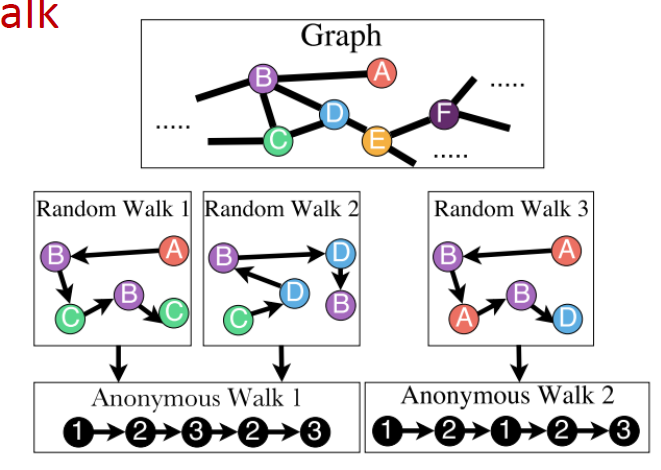 alk
Graph
B
A
.....
D
F
.....
C
E
.....
Random Walk 1
B
A
B
C
C
Random Walk 2
B
D
D
B
C
Random Walk 3
B
A
B
A
D
Anonymous Walk 1
1 2 3 2 3
Anonymous Walk 2
1 2 1 2 3